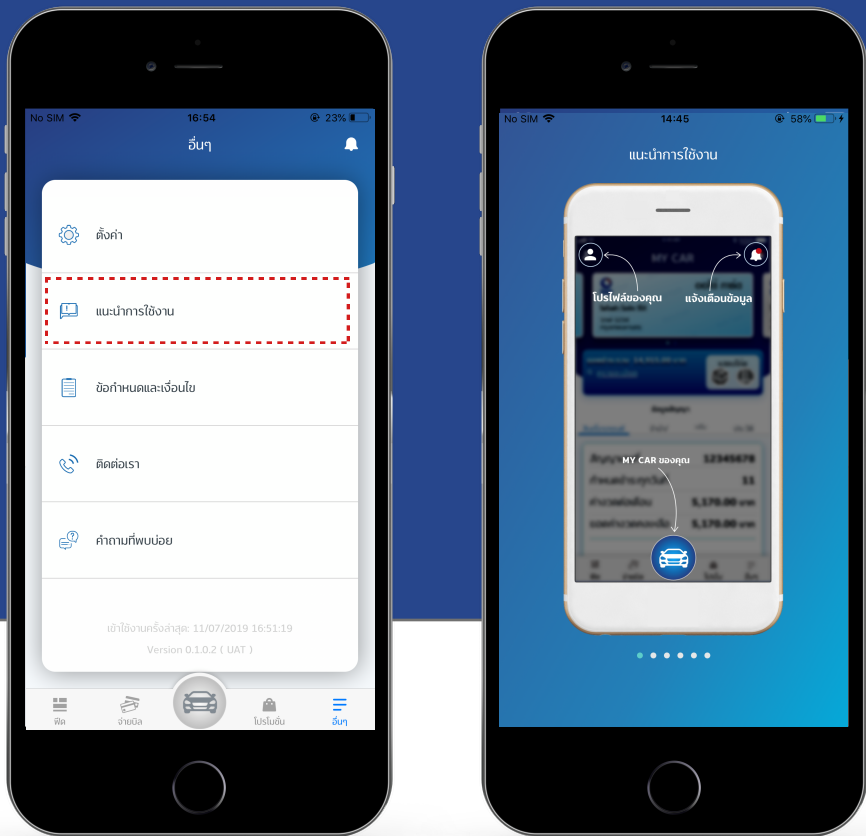 No SIM 16:54 23%
อื่นๆ
ตั้งค่า
แนะนำการใช้งาน
ข้อกำหนดและเงื่อนไข
ติดต่อเรา
คำถามที่พบบ่อย
เข้าใช้งานครั้งล่าสุด: 11/07/2019 16:51:19
Version 0.1.0.2 ( UAT )
ฟีด จ่ายบิล โปรโมชั่น อื่นๆ
No SIM 14:45 58%
แนะนำการใช้งาน
MY CAR
โปรไฟล์ของคุณ แจ้งเตือนข้อมูล
MY CAR ของคุณ
12345678
11
5,170.00 บาท
5,170.00 บาท